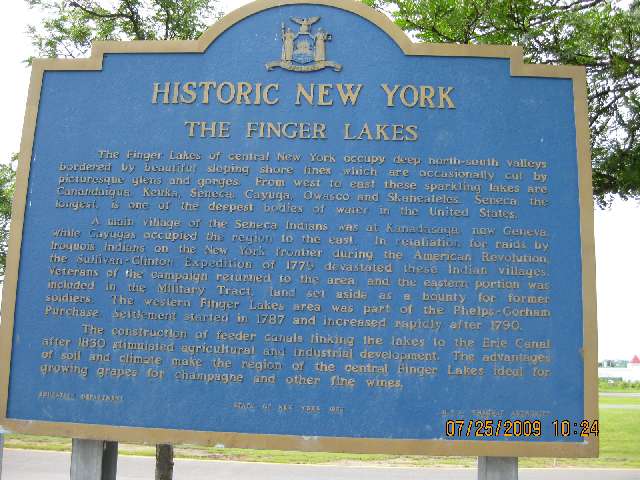 HISTORIC NEW YORK
THE FINGER LAKES
The Finger Lakes of central New York occupy deep north-south valleys
bordered by beautiful sloping shore lines which are occasionally cut by
picturesque glens and gorges. From west to east these sparkling lakes are
Canandaigua, Keuka, Seneca, Cayuga, Owasco and Skaneateles. Seneca, the
longest, is one of the deepest bodies of water in the United States.
A main village of the Seneca Indians was at Kanadasaga, now Geneva,
while Cayugas occupied the region to the east. In retaliation for raids by
Iroquois Indians on the New York frontier during the American Revolution,
the Sullivan-Clinton Expedition of 1779 devastated these Indian villages.
Veterans of the campaign returned to the area, and the eastern portion was
included in the Military Tract, land set aside as a bounty for former
soldiers. The western Finger Lakes area was part of the Phelps-Gorham
Purchase. Settlement started in 1787 and increased rapidly after 1790.
The construction of feeder canals linking the lakes to the Erie Canal
after 1830 stimulated agricultural and industrial development. The advantages
of soil and climate make the region of the central Finger Lakes ideal for
growing grapes for champagne and other fine wines.
EDUCATION DEPARTMENT STATE OF NEW YORK N.Y.S. THRUWAY AUTHORITY
07/25/2009 10:24